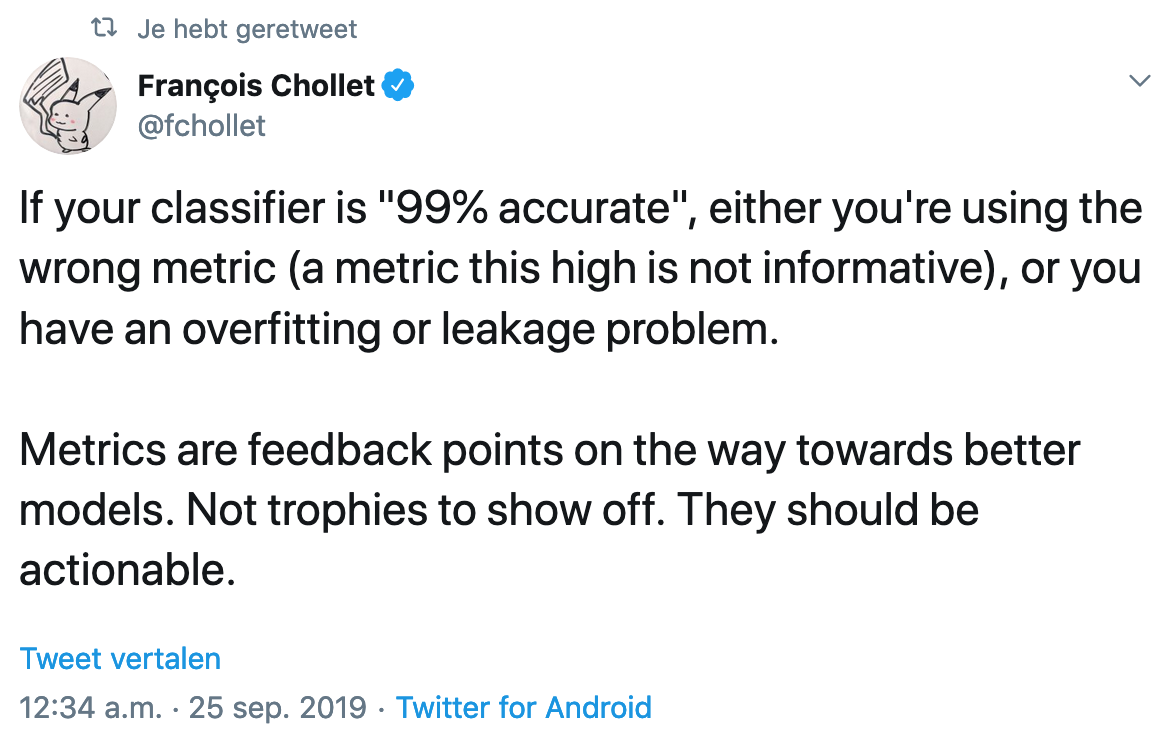 Je hebt geretweet
François Chollet
@fchollet
If your classifier is "99% accurate", either you're using the
wrong metric (a metric this high is not informative), or you
have an overfitting or leakage problem.
Metrics are feedback points on the way towards better
models. Not trophies to show off. They should be
actionable.
Tweet vertalen
12:34 a.m. · 25 sep. 2019 · Twitter for Android